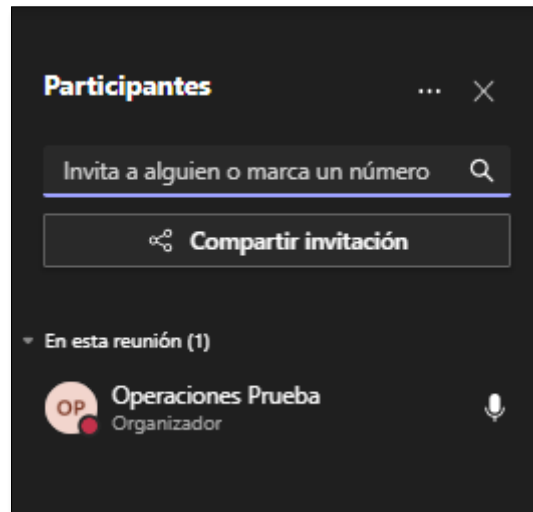 Participantes
Invita a alguien o marca un número
Compartir invitación
En esta reunión (1)
OP
Operaciones Prueba
Organizador